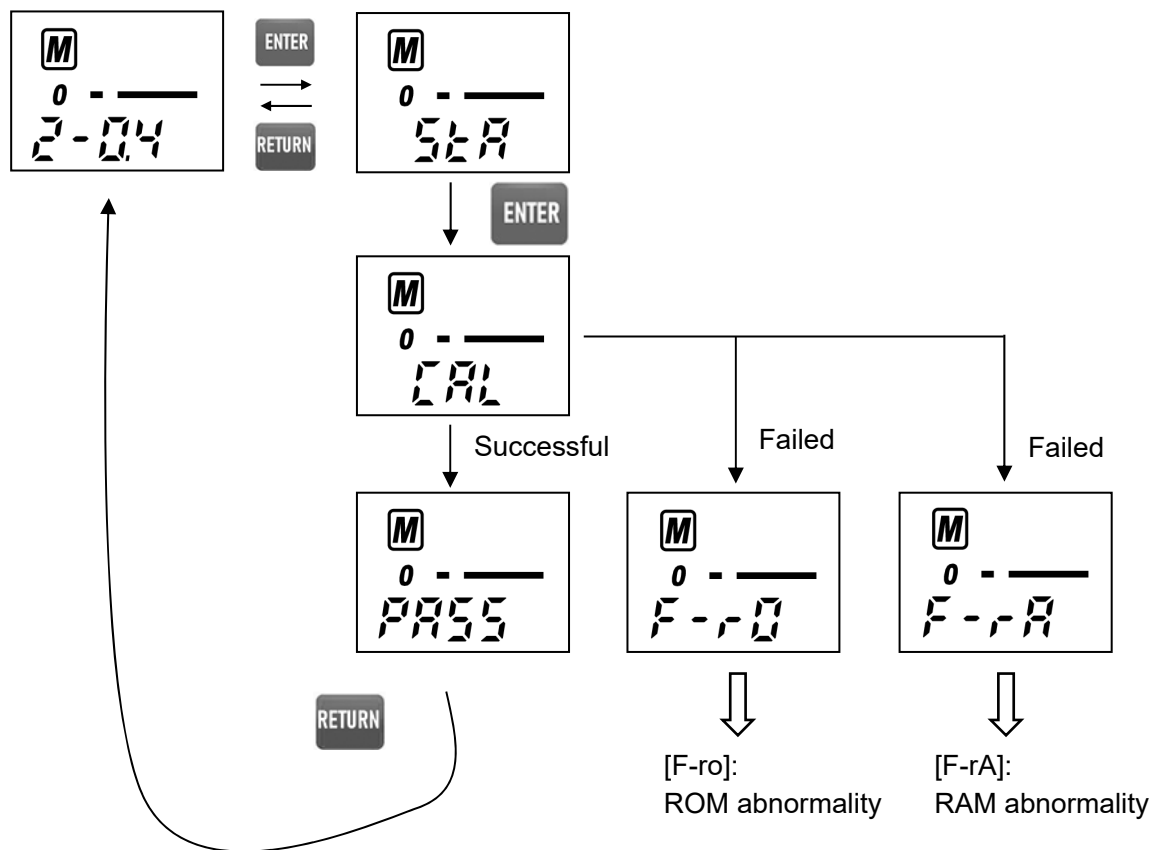 M
0
2-0.4
ENTER
RETURN
M
0
StA
ENTER
M
0
CAL
Successful
Failed
Failed
M
0
PASS
M
0
F-rO
M
0
F-rA
RETURN
[F-ro]:
ROM abnormality
[F-rA]:
RAM abnormality